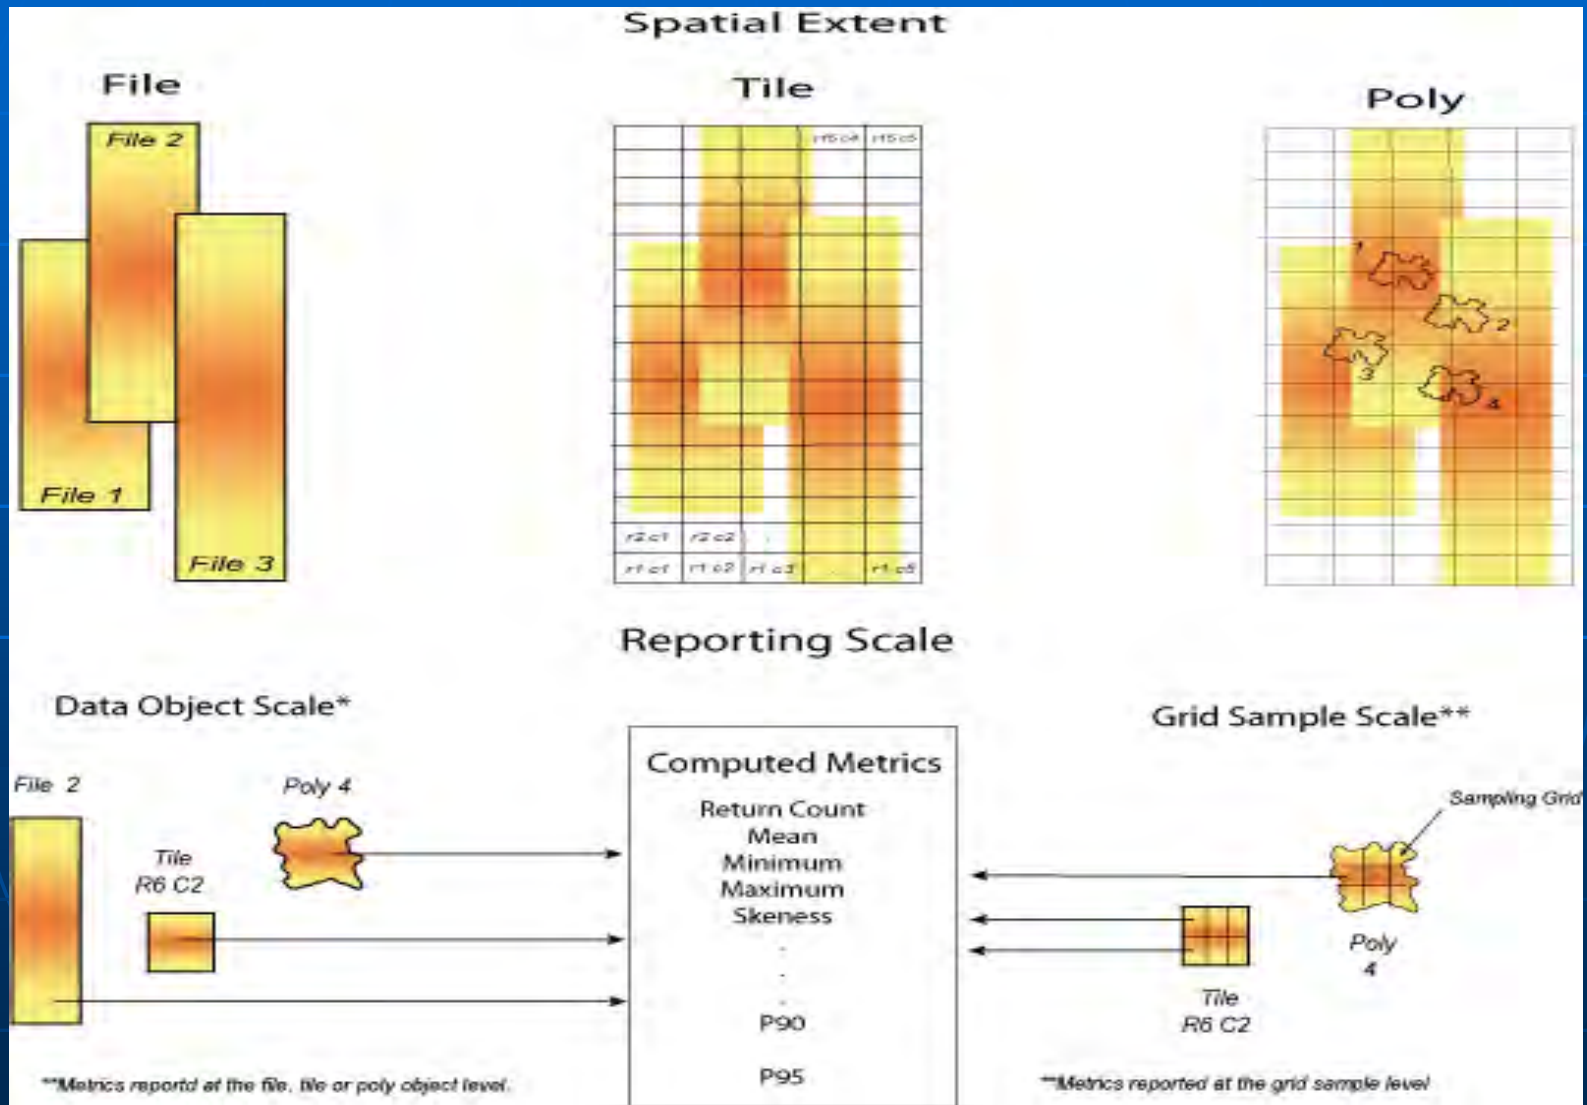 Spatial Extent
File
Tile
Poly
File 2
File 1
File 3
r15 c4 r15 c5
r2 c1 r2 c2 .
r1 c1 r1 c2 r1 c3 . r1 c5
1
2
3
4
Reporting Scale
Data Object Scale*
Grid Sample Scale**
File 2
Poly 4
Tile
R6 C2
Computed Metrics
Return Count
Mean
Minimum
Maximum
Skeness
.
.
.
P90
P95
Sampling Grid
Poly
4
Tile
R6 C2
**Metrics reportd at the file, tile or poly object level.
**Metrics reported at the grid sample level